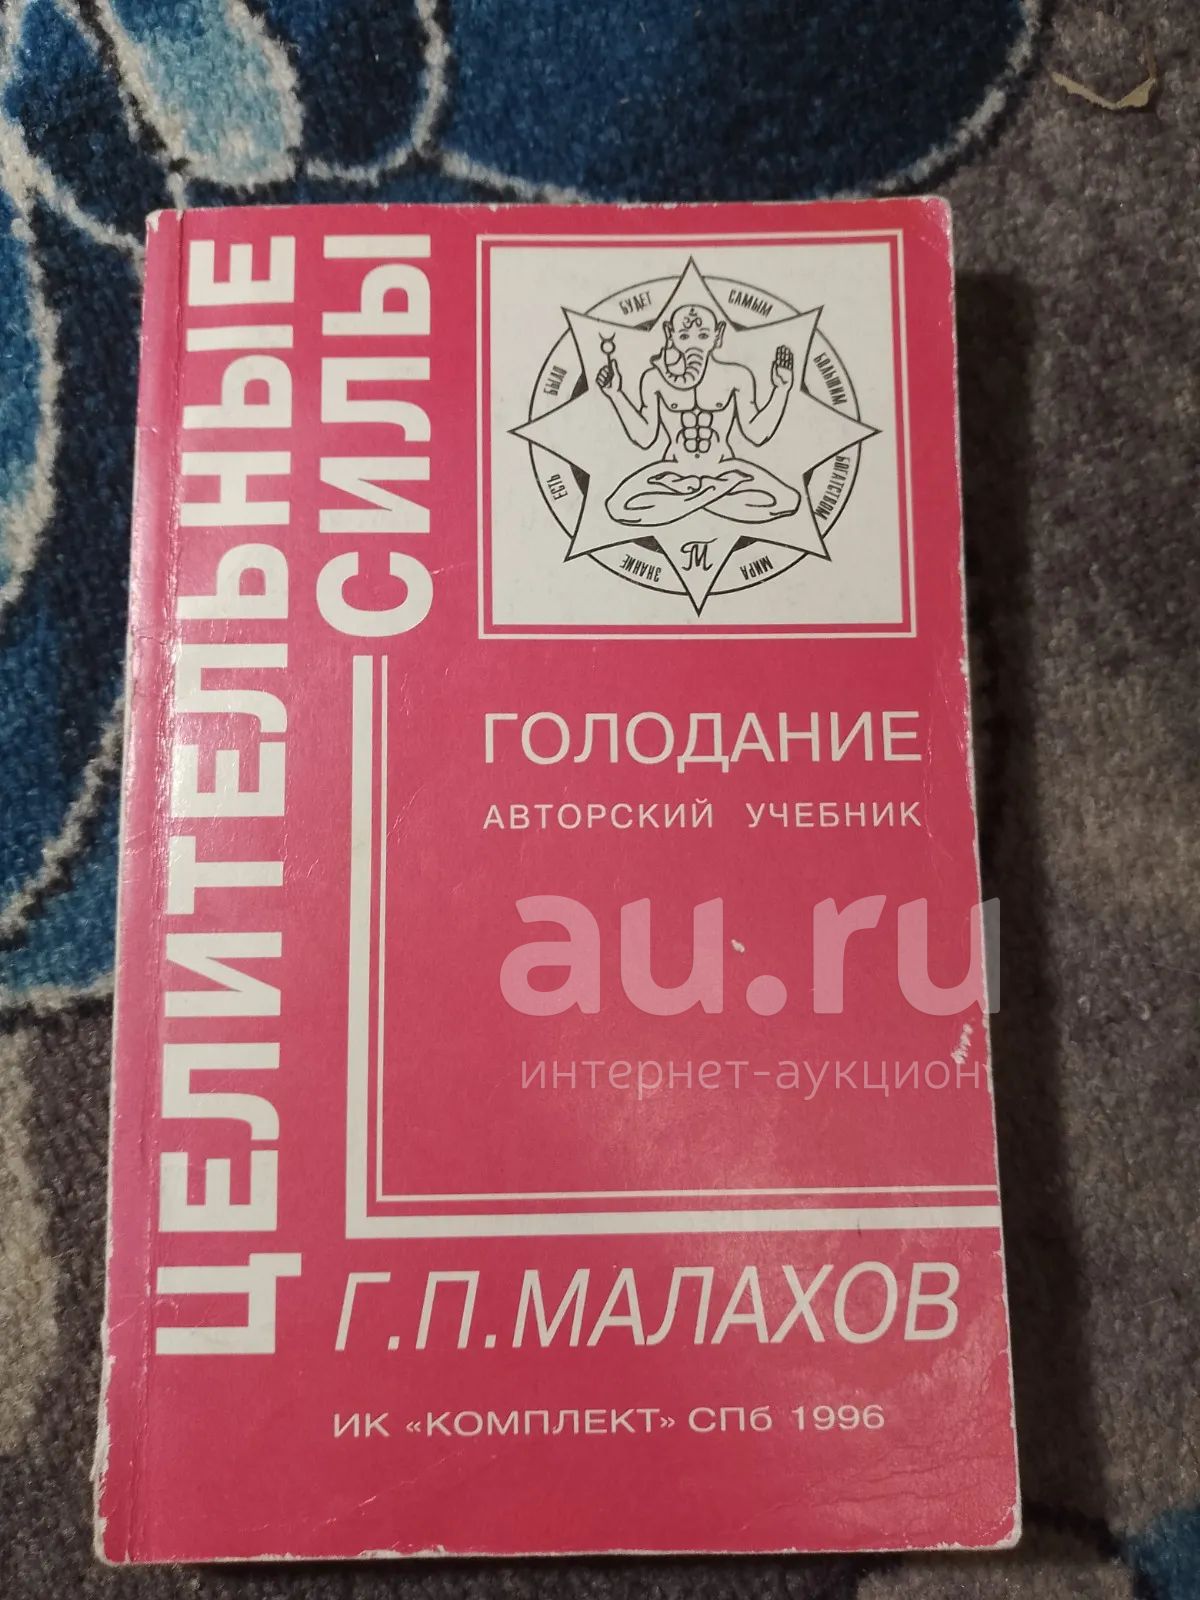 ЦЕЛИТЕЛЬНЫЕ
СИЛЫ
ЗНАНИЕ
ЕСТЬ
БЫЛО
БУДЕТ
САМЫМ
БОЛЬШИМ
БОГАТСТВОМ
МИРА
М
ГОЛОДАНИЕ
АВТОРСКИЙ УЧЕБНИК
au.ru
интернет-аукцион
Г.П.МАЛАХОВ
ИК «КОМПЛЕКТ» СПб 1996